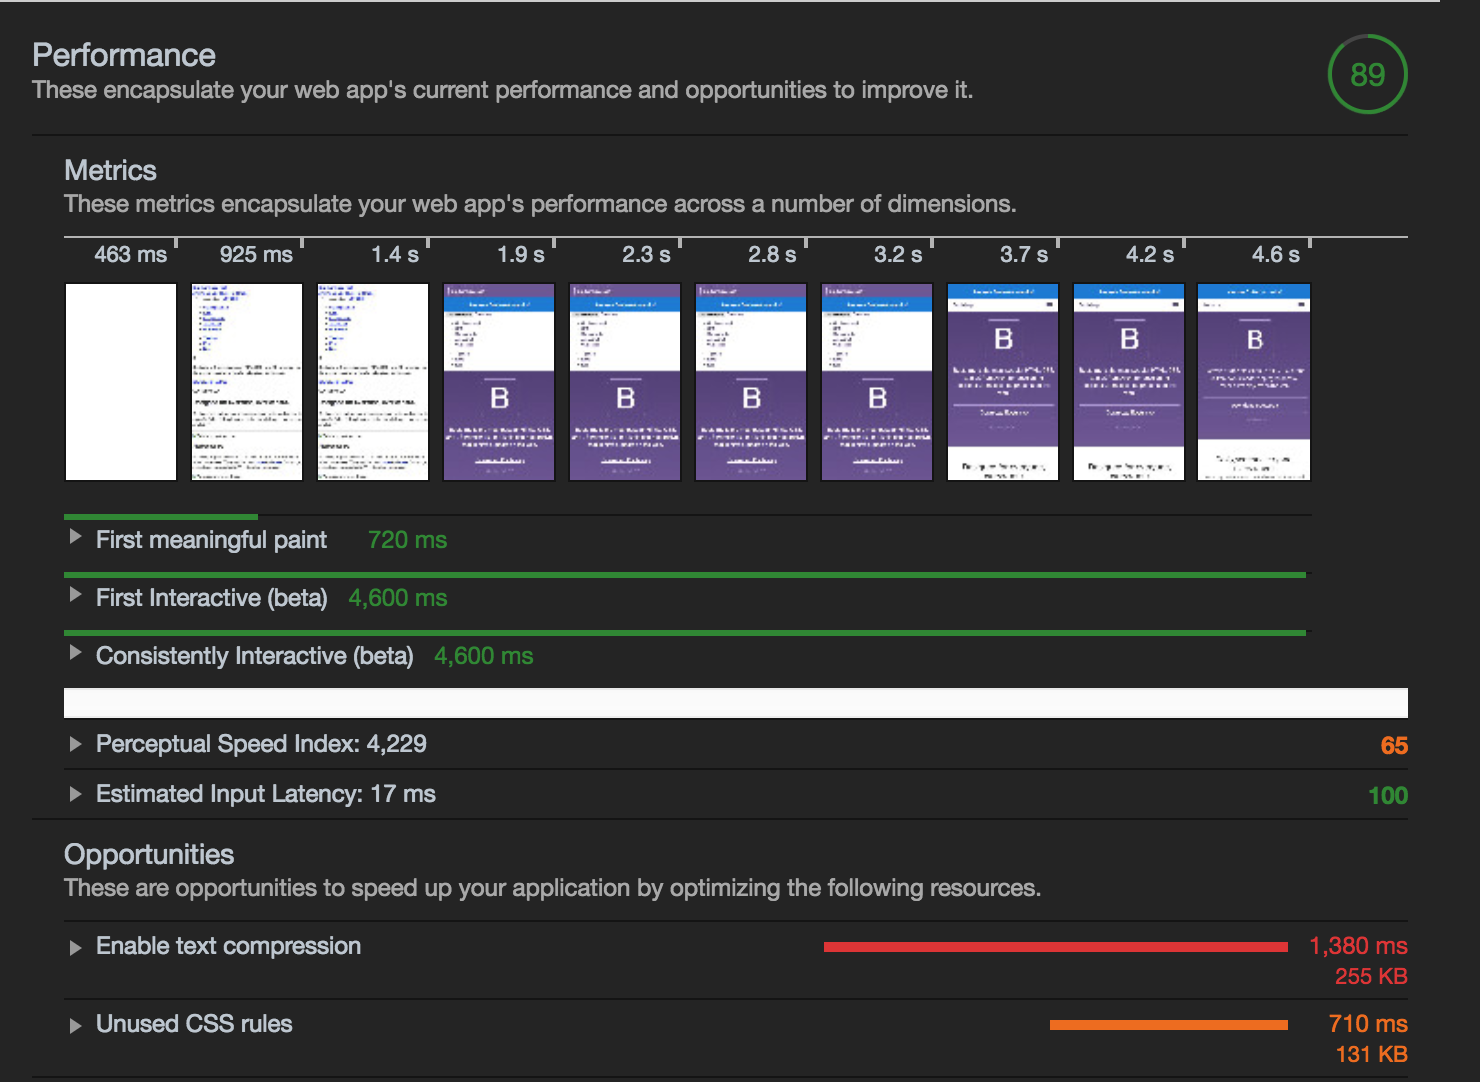 Performance
89
These encapsulate your web app's current performance and opportunities to improve it.
Metrics
These metrics encapsulate your web app's performance across a number of dimensions.
463 ms 925 ms 1.4 s 1.9 s 2.3 s 2.8 s 3.2 s 3.7 s 4.2 s 4.6 s
B B B B B B B
First meaningful paint 720 ms
First Interactive (beta) 4,600 ms
Consistently Interactive (beta) 4,600 ms
Perceptual Speed Index: 4,229 65
Estimated Input Latency: 17 ms 100
Opportunities
These are opportunities to speed up your application by optimizing the following resources.
Enable text compression 1,380 ms
255 KB
Unused CSS rules 710 ms
131 KB